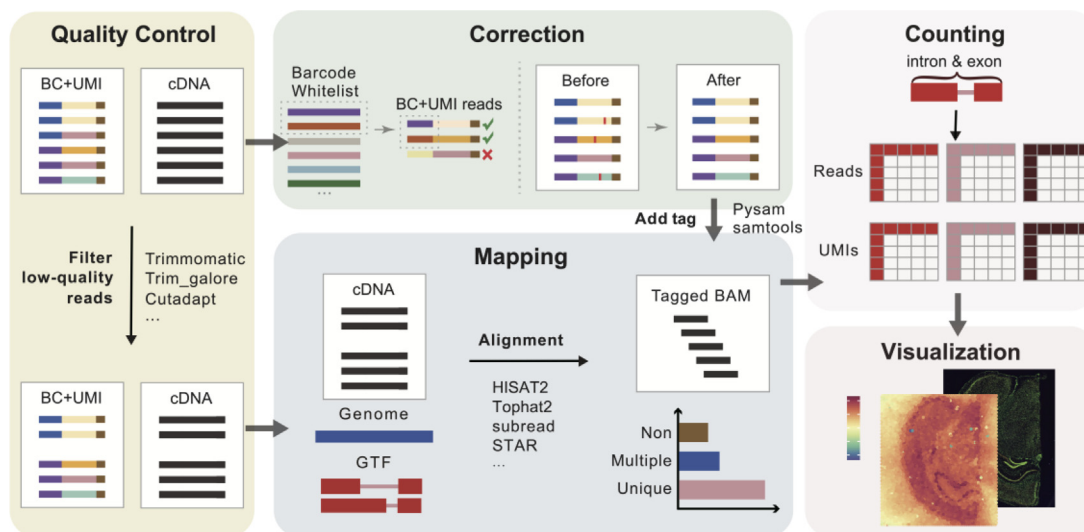 Quality Control
BC+UMI
cDNA
Filter
low-quality
reads
Trimmomatic
Trim_galore
Cutadapt
...
BC+UMI
cDNA
Correction
Barcode
Whitelist
...
BC+UMI reads
Before
After
Add tag
Pysam
samtools
Mapping
cDNA
Genome
GTF
Alignment
HISAT2
Tophat2
subread
STAR
...
Tagged BAM
Non
Multiple
Unique
Counting
intron & exon
Reads
UMIs
Visualization